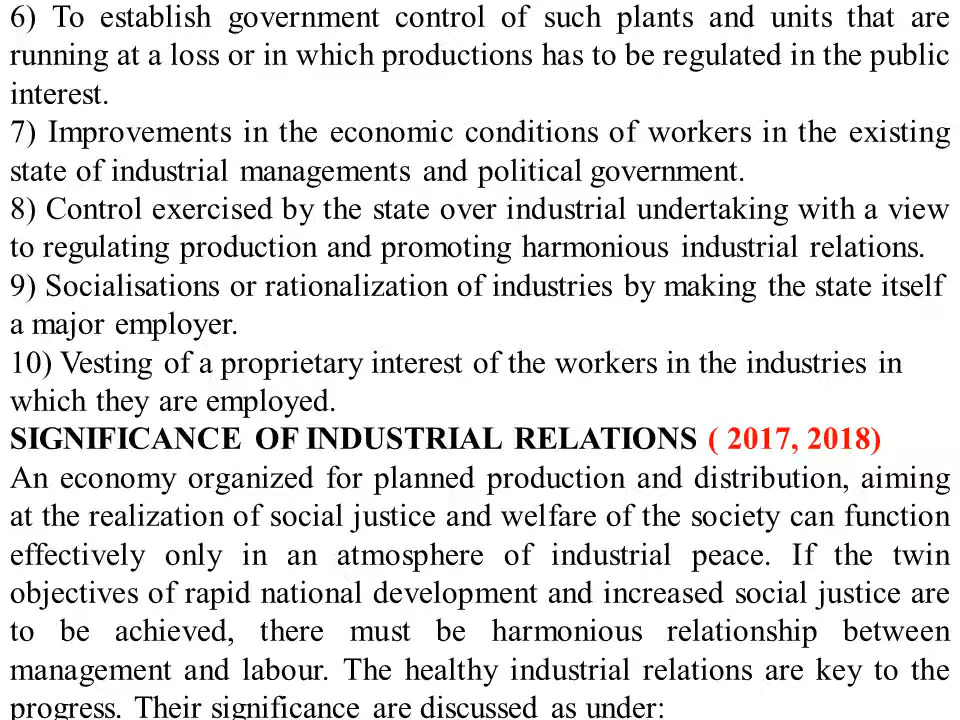 6) To establish government control of such plants and units that are
running at a loss or in which productions has to be regulated in the public
interest.
7) Improvements in the economic conditions of workers in the existing
state of industrial managements and political government.
8) Control exercised by the state over industrial undertaking with a view
to regulating production and promoting harmonious industrial relations.
9) Socialisations or rationalization of industries by making the state itself
a major employer.
10) Vesting of a proprietary interest of the workers in the industries in
which they are employed.
SIGNIFICANCE OF INDUSTRIAL RELATIONS ( 2017, 2018)
An economy organized for planned production and distribution, aiming
at the realization of social justice and welfare of the society can function
effectively only in an atmosphere of industrial peace. If the twin
objectives of rapid national development and increased social justice are
to be achieved, there must be harmonious relationship between
management and labour. The healthy industrial relations are key to the
progress. Their significance are discussed as under: